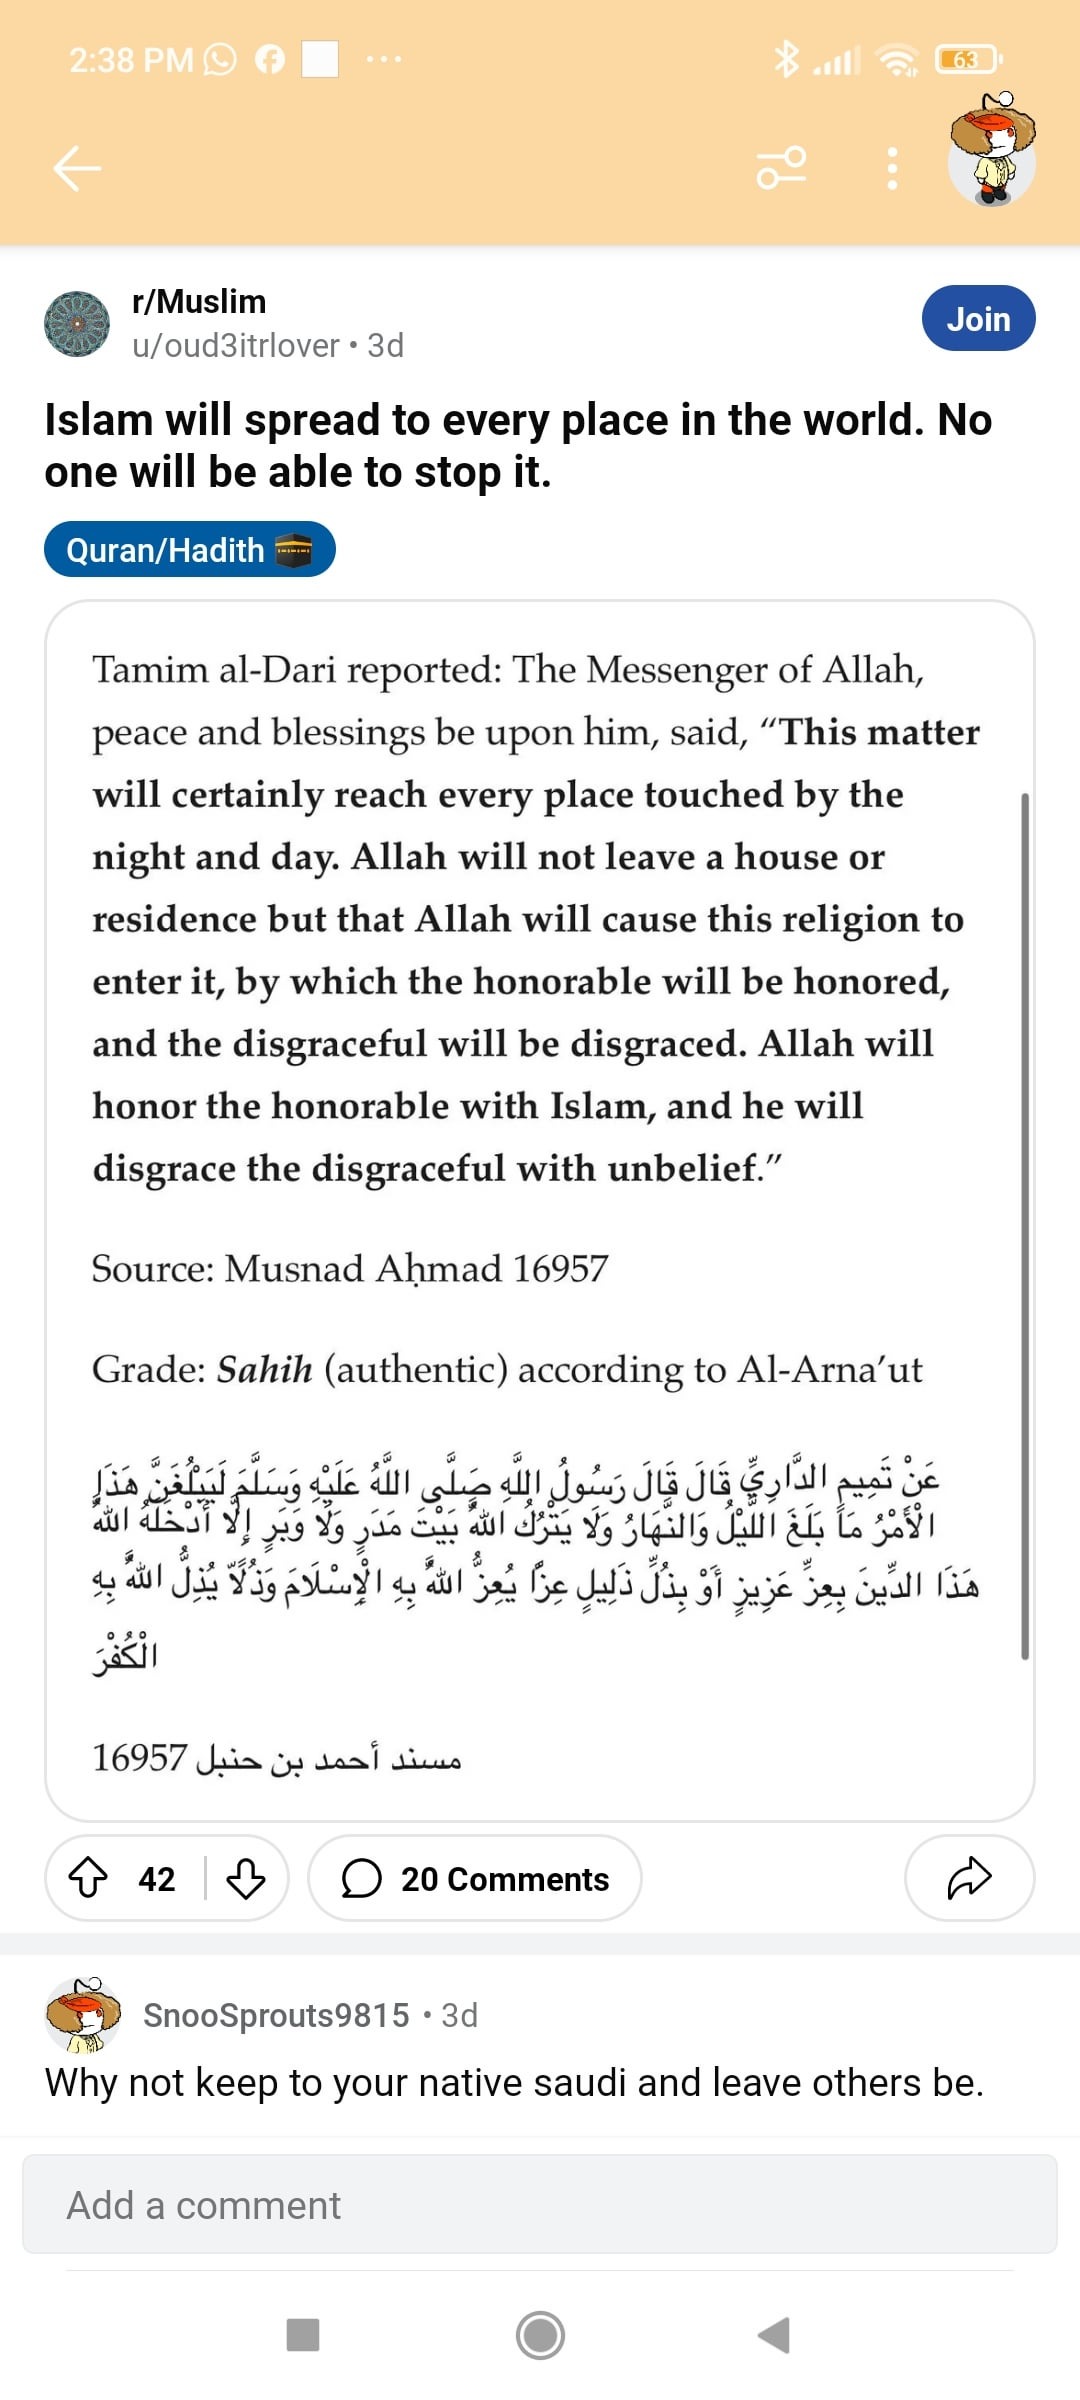 2:38 PM
63
r/Muslim
u/oud3itrlover • 3d
Join
Islam will spread to every place in the world. No
one will be able to stop it.
Quran/Hadith
Tamim al-Dari reported: The Messenger of Allah,
peace and blessings be upon him, said, “This matter
will certainly reach every place touched by the
night and day. Allah will not leave a house or
residence but that Allah will cause this religion to
enter it, by which the honorable will be honored,
and the disgraceful will be disgraced. Allah will
honor the honorable with Islam, and he will
disgrace the disgraceful with unbelief.”
Source: Musnad Aḥmad 16957
Grade: Sahih (authentic) according to Al-Arna’ut
عَنْ تَمِيمٍ الدَّارِيِّ قَالَ قَالَ رَسُولُ اللَّهِ صَلَّى اللَّهُ عَلَيْهِ وَسَلَّمَ لَيَبْلُغَنَّ هَذَا
الْأَمْرُ مَا بَلَغَ اللَّيْلُ وَالنَّهَارُ وَلَا يَتْرُكُ اللَّهُ بَيْتَ مَدَرٍ وَلَا وَبَرٍ إِلَّا أَدْخَلَهُ اللَّهُ
هَذَا الدِّينَ بِعِزِّ عَزِيزٍ أَوْ بِذُلِّ ذَلِيلٍ عِزًّا يُعِزُّ اللَّهُ بِهِ الْإِسْلَامَ وَذُلًّا يُذِلُّ اللَّهُ بِهِ
الْكُفْرَ
16957 مسند أحمد بن حنبل
42
20 Comments
SnooSprouts9815 • 3d
Why not keep to your native saudi and leave others be.
Add a comment